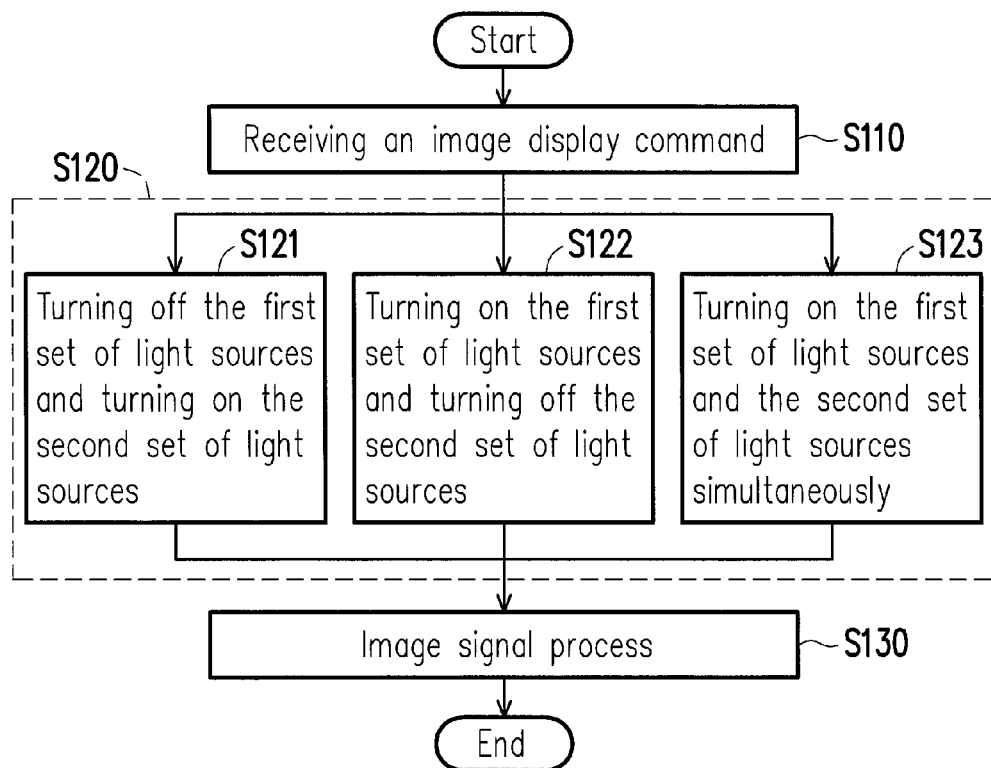 Start
Receiving an image display command
S110
S120
S121
Turning off the first
set of light sources
and turning on the
second set of light
sources
S122
Turning on the first
set of light sources
and turning off the
second set of light
sources
S123
Turning on the first
set of light sources
and the second set
of light sources
simultaneously
Image signal process
S130
End